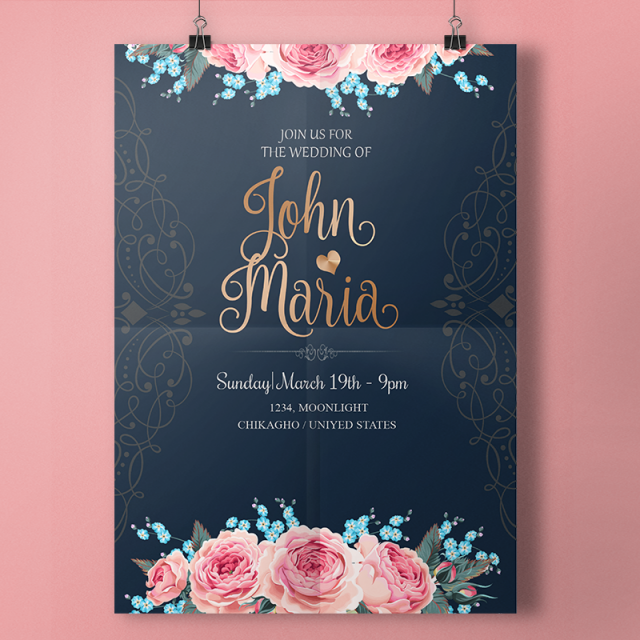 JOIN US FOR
THE WEDDING OF
John
Maria
Sunday|March 19th - 9pm
1234, MOONLIGHT
CHIKAGHO / UNIYED STATES